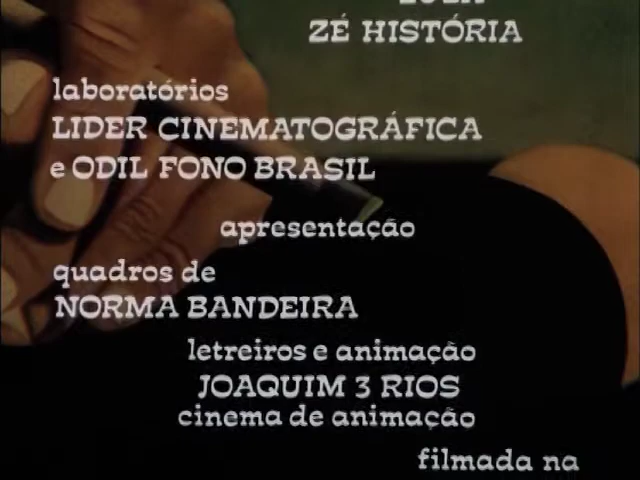 ZÉ HISTÓRIA
laboratórios
LIDER CINEMATOGRÁFICA
e ODIL FONO BRASIL
apresentação
quadros de
NORMA BANDEIRA
letreiros e animação
JOAQUIM 3 RIOS
cinema de animação
filmada na